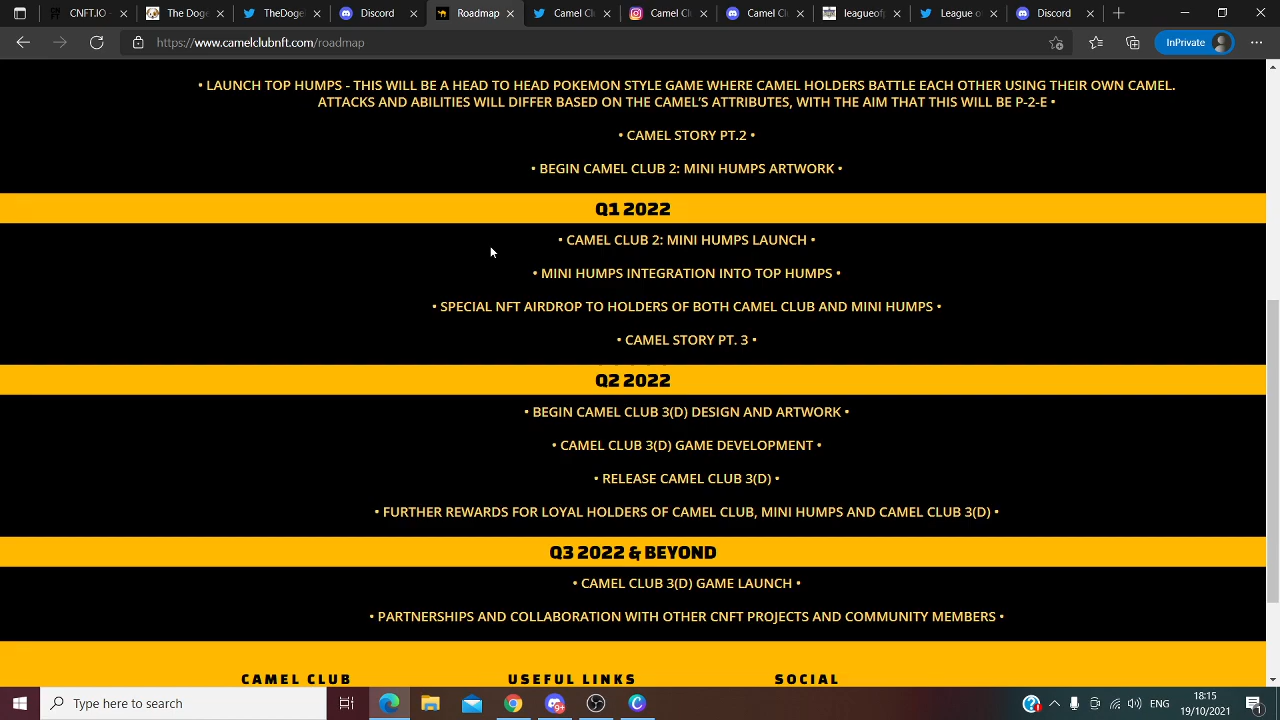 CNFT.IO -
The Doge
TheDogel
Discord
Roadmap
Camel Clu
Camel Clu
Camel Clu
leagueofp
League o
Discord
https://www.camelclubnft.com/roadmap
InPrivate
• LAUNCH TOP HUMPS - THIS WILL BE A HEAD TO HEAD POKEMON STYLE GAME WHERE CAMEL HOLDERS BATTLE EACH OTHER USING THEIR OWN CAMEL.
ATTACKS AND ABILITIES WILL DIFFER BASED ON THE CAMEL'S ATTRIBUTES, WITH THE AIM THAT THIS WILL BE P-2-E •
• CAMEL STORY PT.2 •
• BEGIN CAMEL CLUB 2: MINI HUMPS ARTWORK •
Q1 2022
• CAMEL CLUB 2: MINI HUMPS LAUNCH •
• MINI HUMPS INTEGRATION INTO TOP HUMPS •
• SPECIAL NFT AIRDROP TO HOLDERS OF BOTH CAMEL CLUB AND MINI HUMPS •
• CAMEL STORY PT. 3 •
Q2 2022
• BEGIN CAMEL CLUB 3(D) DESIGN AND ARTWORK •
• CAMEL CLUB 3(D) GAME DEVELOPMENT •
• RELEASE CAMEL CLUB 3(D) •
• FURTHER REWARDS FOR LOYAL HOLDERS OF CAMEL CLUB, MINI HUMPS AND CAMEL CLUB 3(D) •
Q3 2022 & BEYOND
• CAMEL CLUB 3(D) GAME LAUNCH •
• PARTNERSHIPS AND COLLABORATION WITH OTHER CNFT PROJECTS AND COMMUNITY MEMBERS •
CAMEL CLUB
USEFUL LINKS
SOCIAL
Type here to search
ENG
18:15
19/10/2021